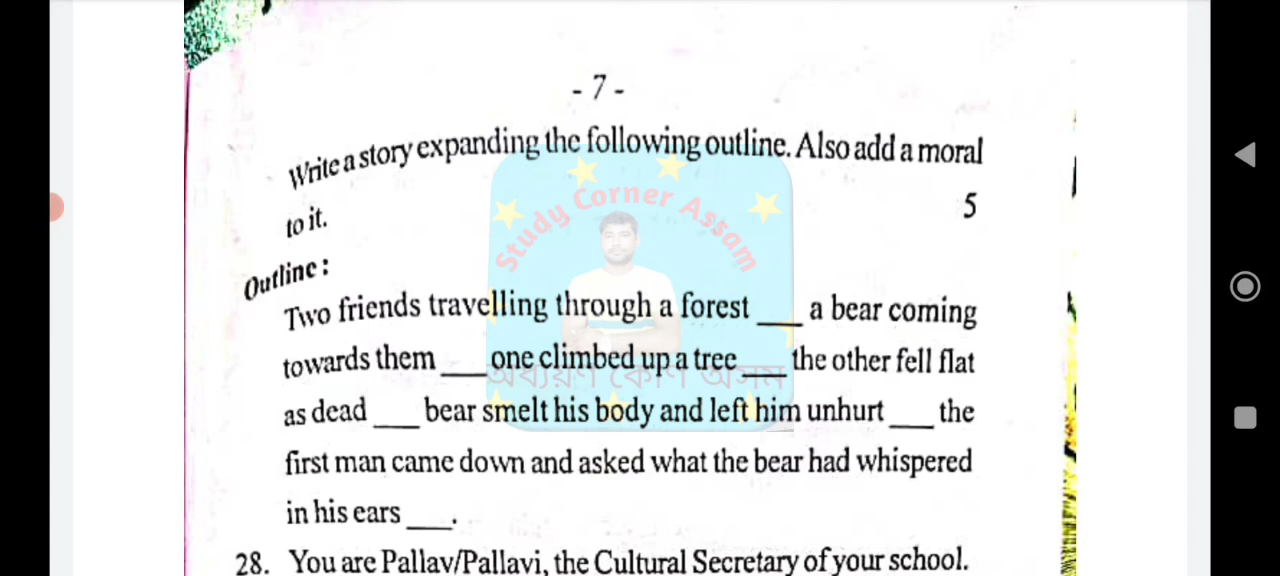 - 7 -
Write a story expanding the following outline. Also add a moral
to it. 5
Study Corner Assam
Outline :
Two friends travelling through a forest ___ a bear coming
towards them ___ one climbed up a tree ___ the other fell flat
অধ্যয়ণ কোণ অসম
as dead ___ bear smelt his body and left him unhurt ___ the
first man came down and asked what the bear had whispered
in his ears ___.
28. You are Pallav/Pallavi, the Cultural Secretary of your school.